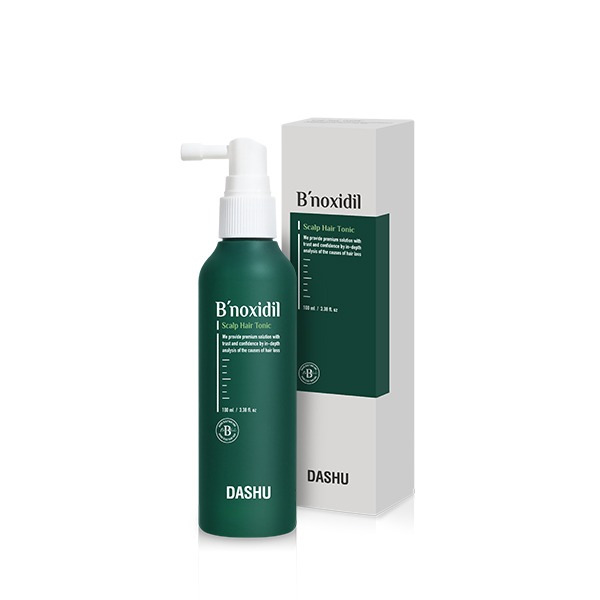 B'noxidil
Scalp Hair Tonic
We provide premium solution with
trust and confidence by in-depth
analysis of the causes of hair loss
100 ml / 3.38 fl. oz
B
DASHU
B'noxidil
Scalp Hair Tonic
We provide premium solution with
trust and confidence by in-depth
analysis of the causes of hair loss
100 ml / 3.38 fl. oz
B
DASHU